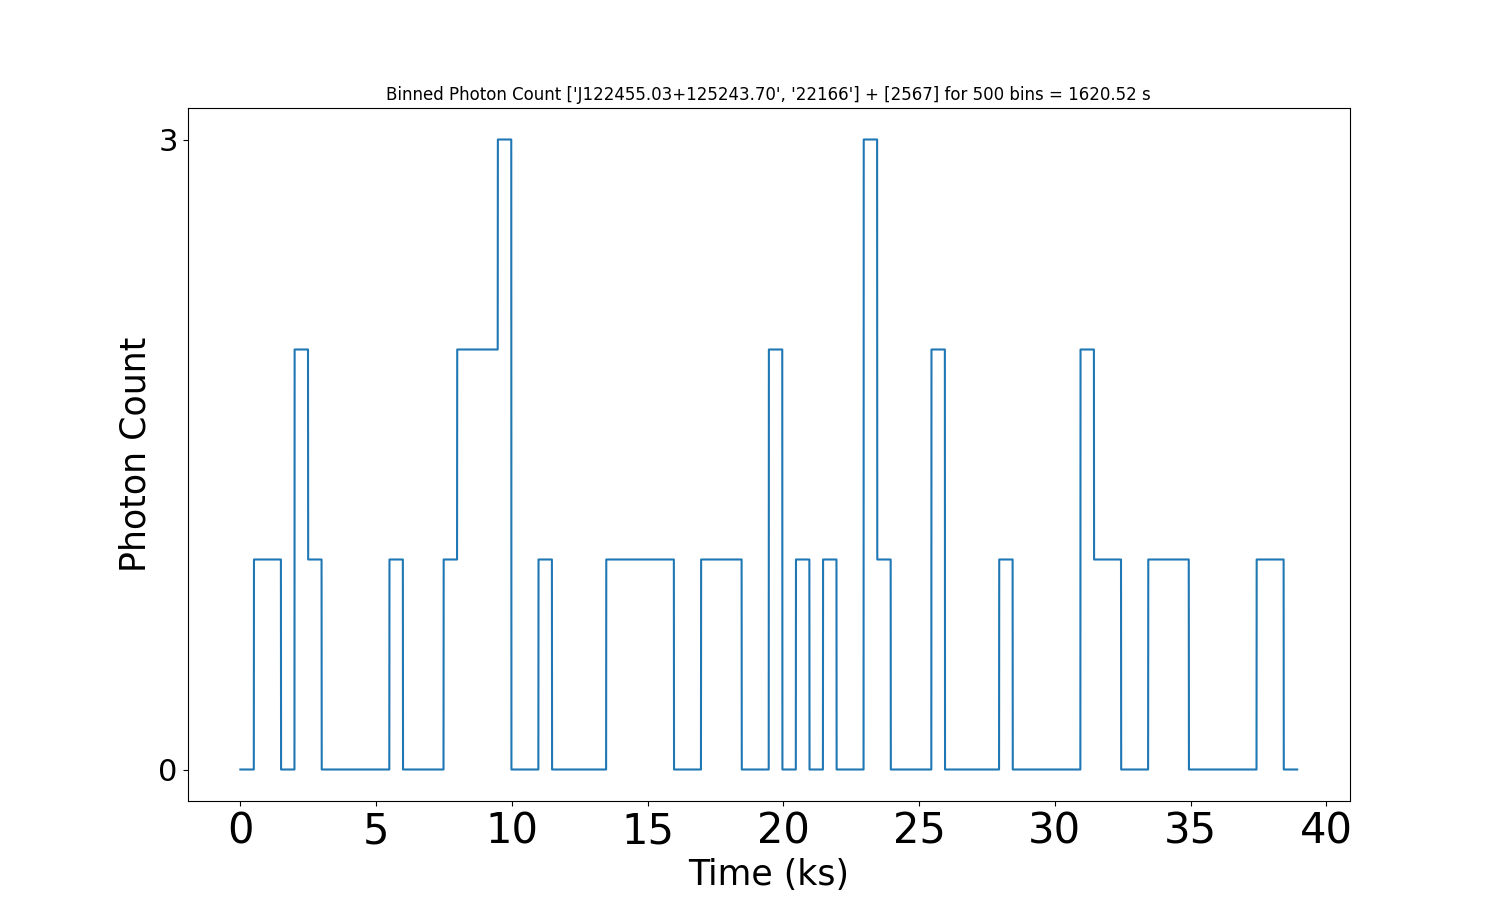 Binned Photon Count ['J122455.03+125243.70', '22166'] + [2567] for 500 bins = 1620.52 s
3
Photon Count
0
0 5 10 15 20 25 30 35 40
Time (ks)